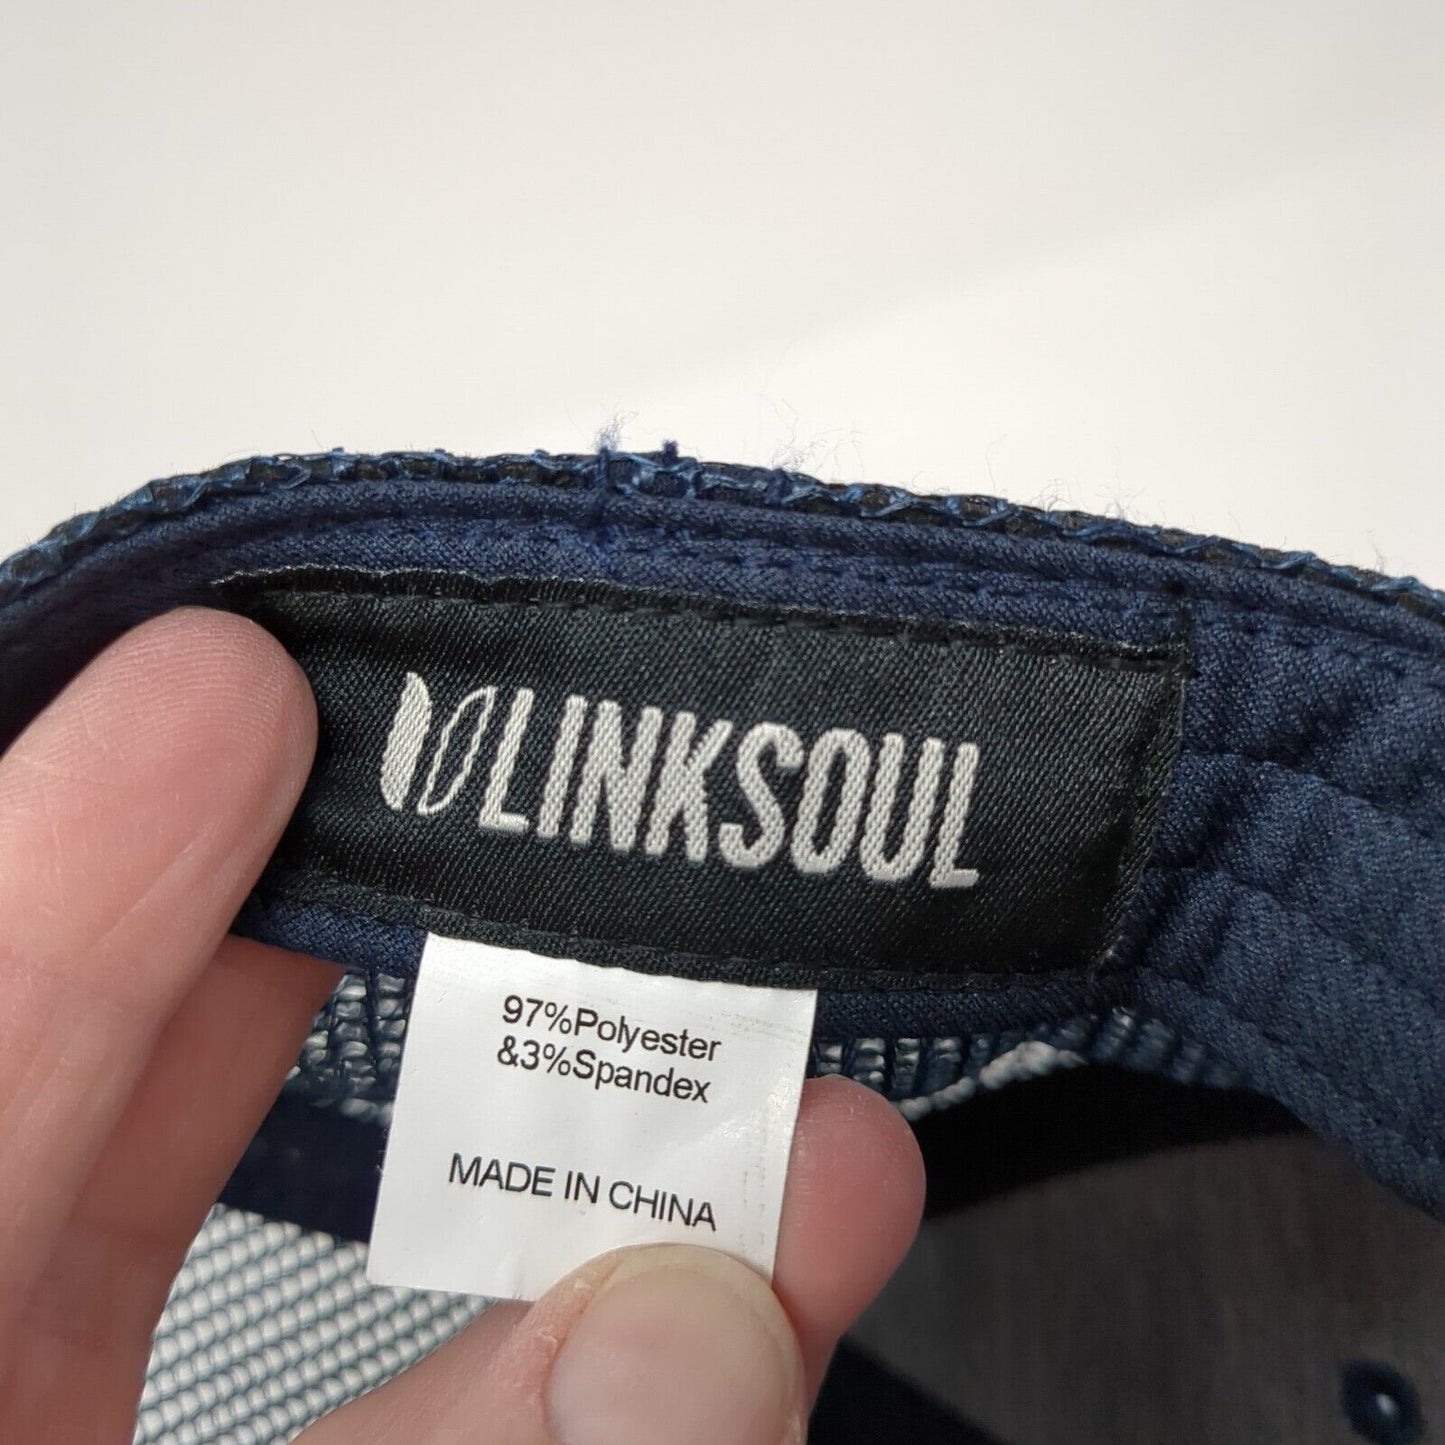 LINKSOUL
97%Polyester
&3%Spandex
MADE IN CHINA